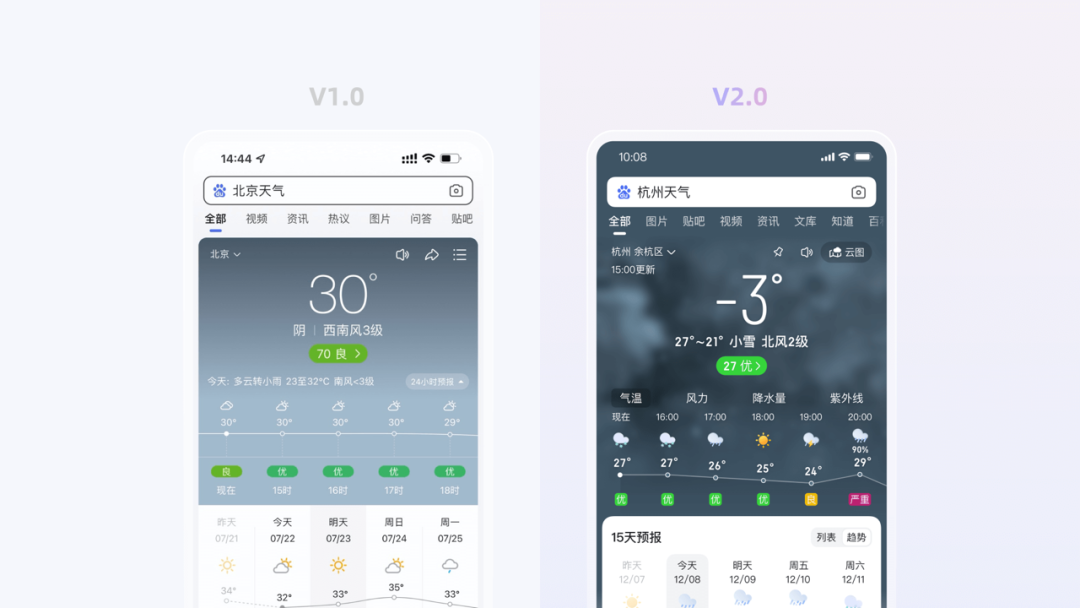 V1.0
14:44
北京天气
全部 视频 资讯 热议 图片 问答 贴吧
北京
30°
阴 | 西南风3级
70 良
今天: 多云转小雨 23至32°C 南风<3级 24小时预报
30° 30° 30° 30° 29°
良 优 优 优 优
现在 15时 16时 17时 18时
昨天 今天 明天 周日 周一
07/21 07/22 07/23 07/24 07/25
34° 32° 33° 35° 33°
V2.0
10:08
杭州天气
全部 图片 贴吧 视频 资讯 文库 知道 百
杭州 余杭区 云图
15:00更新
-3°
27°~21° 小雪 北风2级
27 优
气温 风力 降水量 紫外线
现在 16:00 17:00 18:00 19:00 20:00
90%
27° 27° 26° 25° 24° 29°
优 优 优 优 良 严重
15天预报 列表 趋势
昨天 今天 明天 周五 周六
12/07 12/08 12/09 12/10 12/11